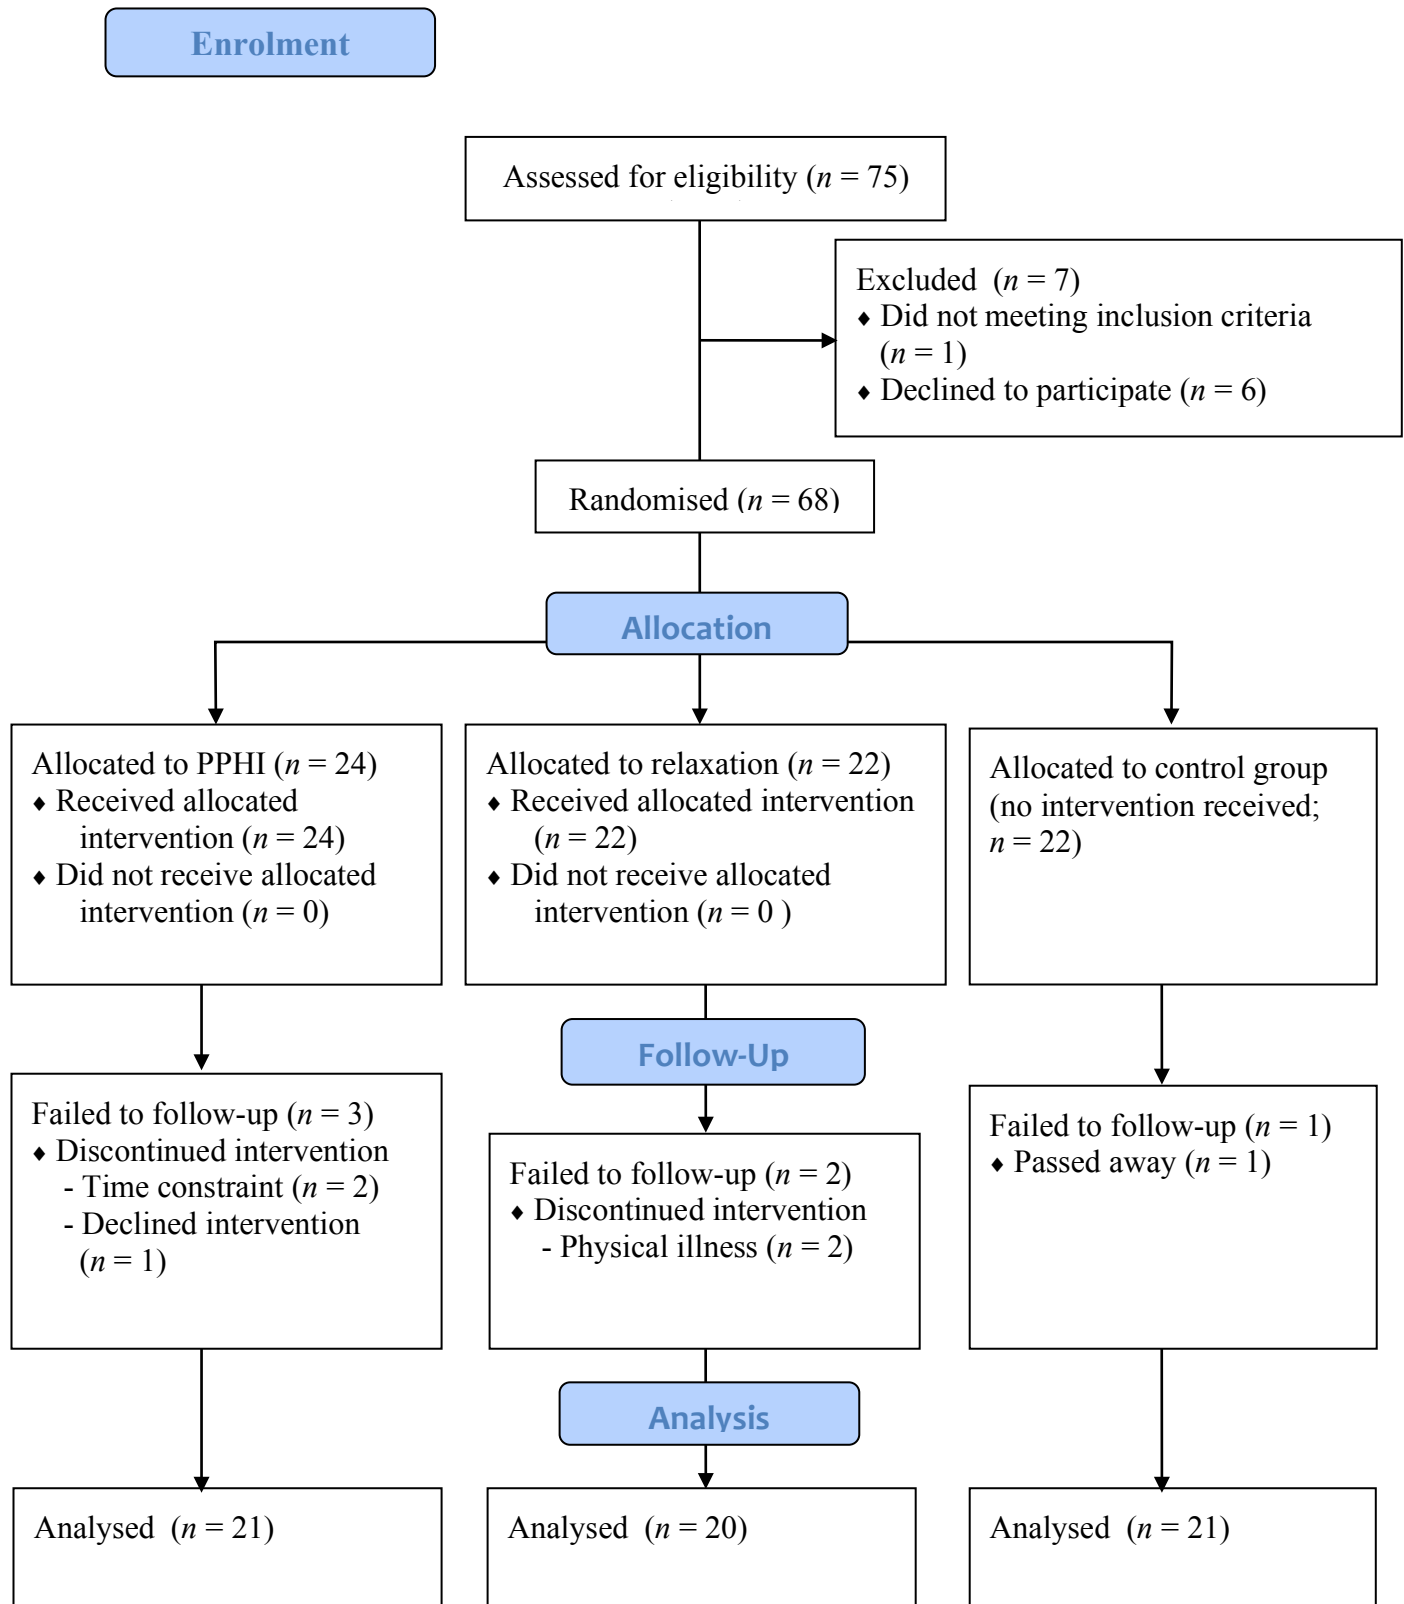 Enrolment
Assessed for eligibility (n = 75)
Excluded (n = 7)
♦ Did not meeting inclusion criteria
(n = 1)
♦ Declined to participate (n = 6)
Randomised (n = 68)
Allocation
Allocated to PPHI (n = 24)
♦ Received allocated
intervention (n = 24)
♦ Did not receive allocated
intervention (n = 0)
Allocated to relaxation (n = 22)
♦ Received allocated intervention
(n = 22)
♦ Did not receive allocated
intervention (n = 0 )
Allocated to control group
(no intervention received;
n = 22)
Follow-Up
Failed to follow-up (n = 3)
♦ Discontinued intervention
- Time constraint (n = 2)
- Declined intervention
(n = 1)
Failed to follow-up (n = 2)
♦ Discontinued intervention
- Physical illness (n = 2)
Failed to follow-up (n = 1)
♦ Passed away (n = 1)
Analysis
Analysed (n = 21)
Analysed (n = 20)
Analysed (n = 21)